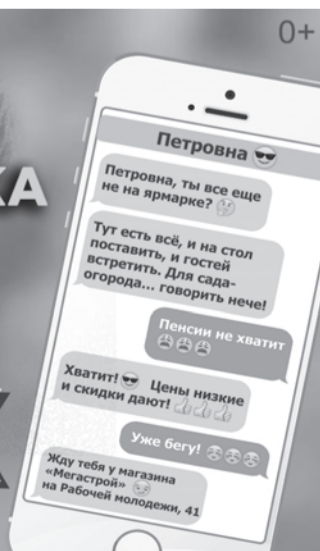 0+
КА
Петровна 😎
Петровна, ты все еще
не на ярмарке? 🤔
Тут есть всё, и на стол
поставить, и гостей
встретить. Для сада-
огорода... говорить нече!
Пенсии не хватит
😩😩😩
Хватит! 😎 Цены низкие
и скидки дают! 👍👍👍
Уже бегу! 😤😤😤
Жду тебя у магазина
«Мегастрой» 😏
на Рабочей молодежи, 41